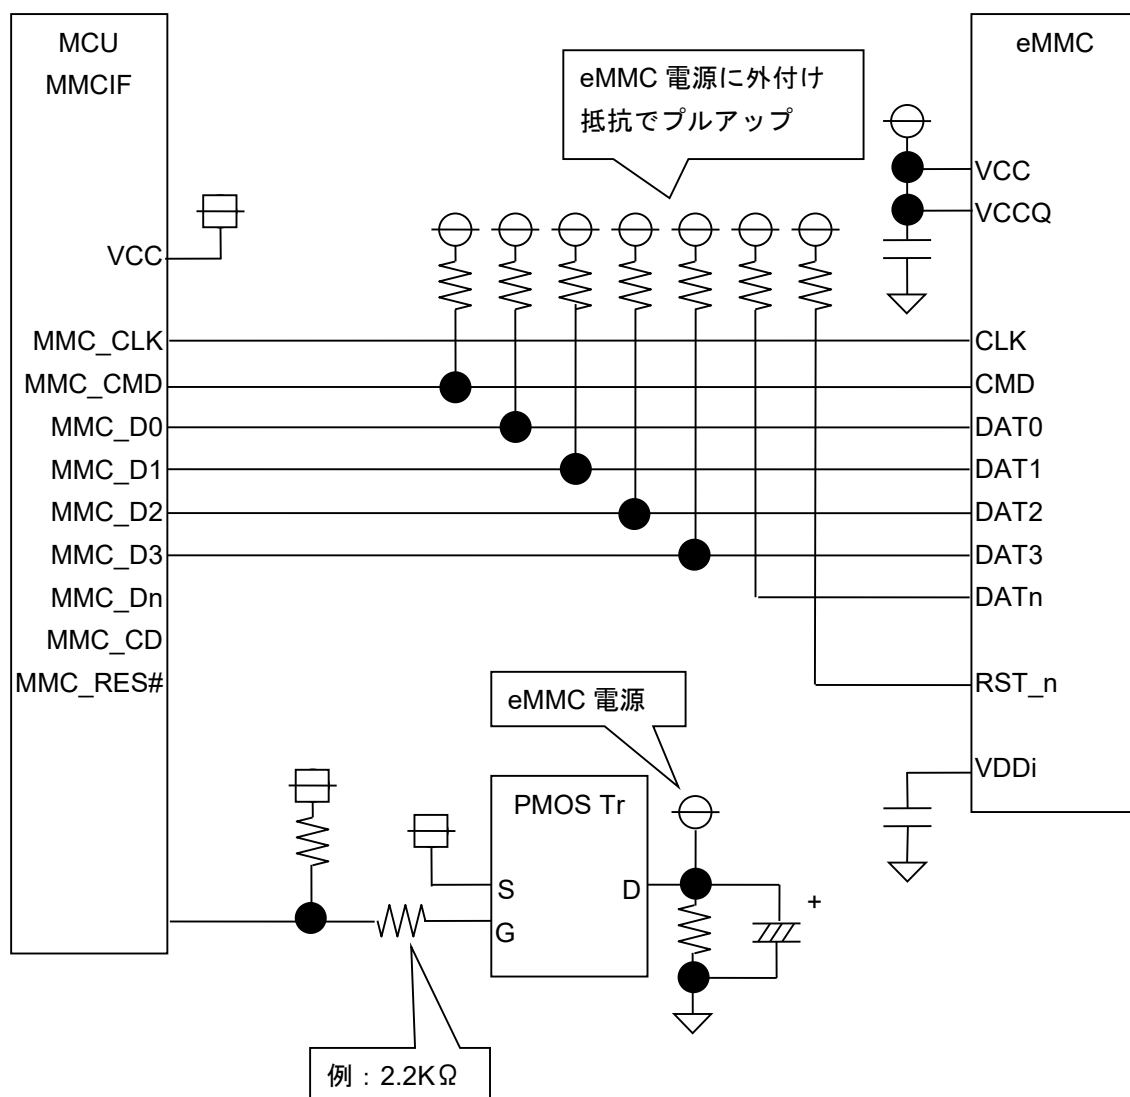 MCU
MMCIF
eMMC
eMMC 電源に外付け
抵抗でプルアップ
VCC
VCCQ
VCC
MMC_CLK
CLK
MMC_CMD
CMD
MMC_D0
DAT0
MMC_D1
DAT1
MMC_D2
DAT2
MMC_D3
DAT3
MMC_Dn
DATn
MMC_CD
MMC_RES#
RST_n
eMMC 電源
VDDi
PMOS Tr
S
D
G
+
例：2.2KΩ